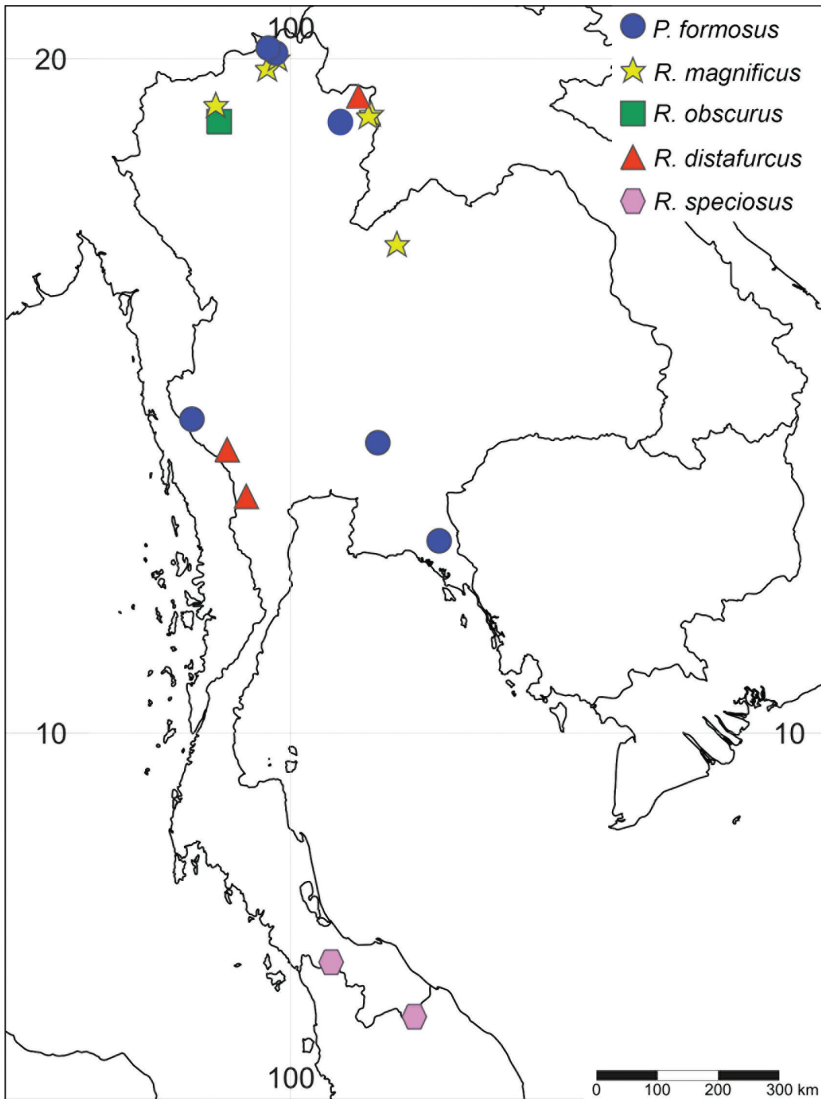 100
20
P. formosus
R. magnificus
R. obscurus
R. distafurcus
R. speciosus
10 10
100
0 100 200 300 km